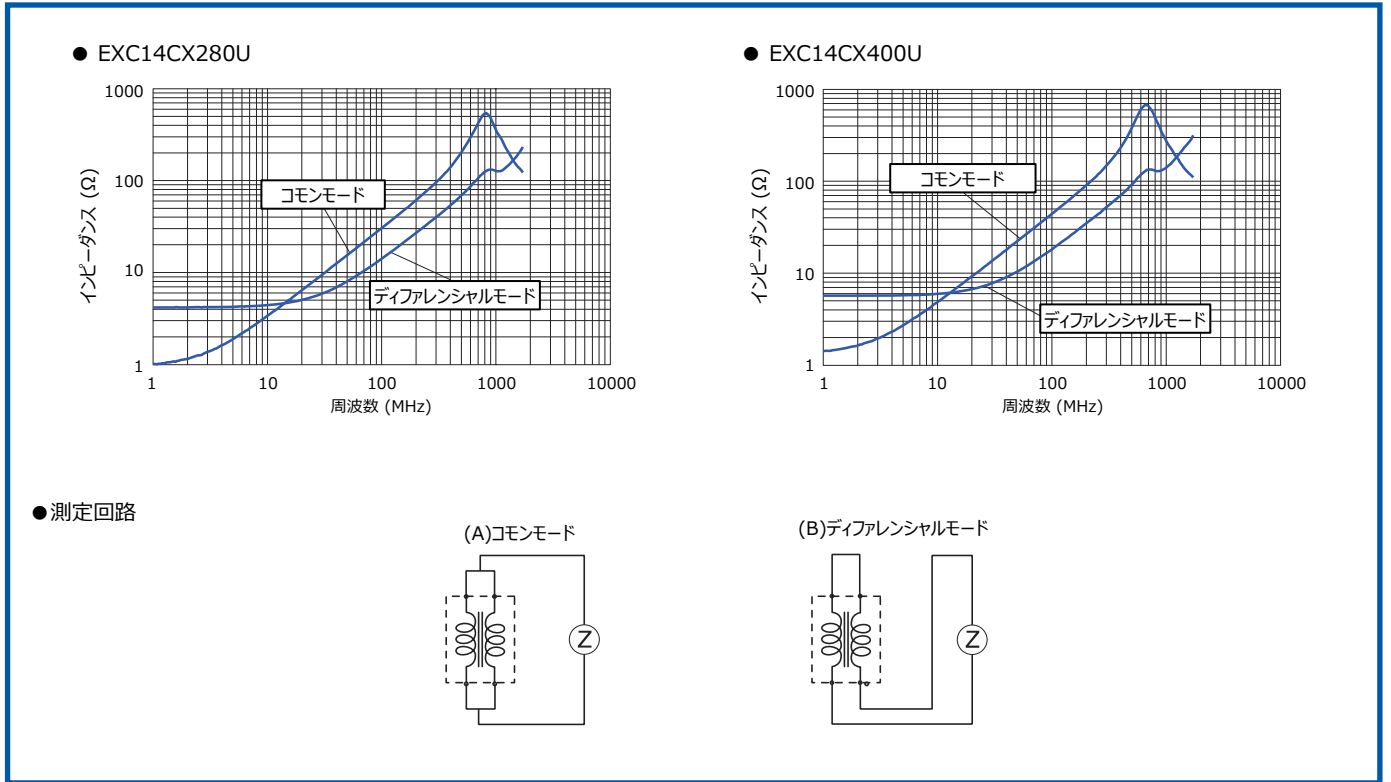 ● EXC14CX280U
1000
100
10
1
インピーダンス (Ω)
コモンモード
ディファレンシャルモード
1 10 100 1000 10000
周波数 (MHz)
● EXC14CX400U
1000
100
10
1
インピーダンス (Ω)
コモンモード
ディファレンシャルモード
1 10 100 1000 10000
周波数 (MHz)
●測定回路
(A)コモンモード
Z
(B)ディファレンシャルモード
Z